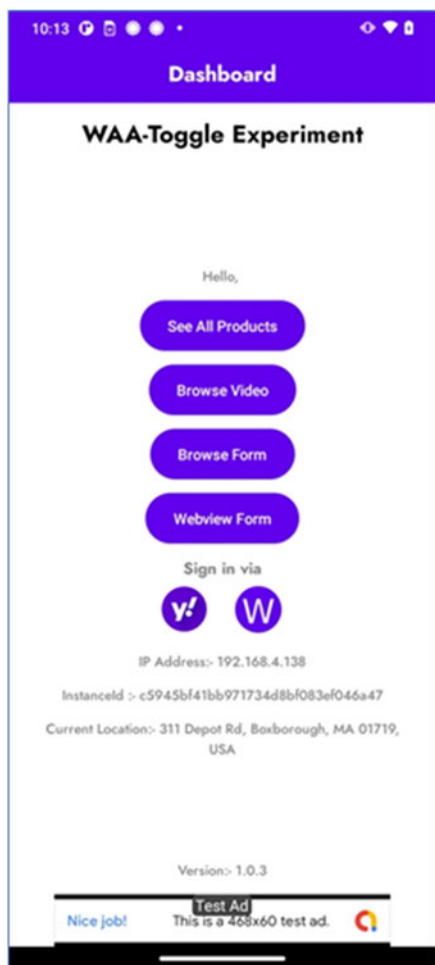 10:13
Dashboard
WAA-Toggle Experiment
Hello,
See All Products
Browse Video
Browse Form
Webview Form
Sign in via
y! W
IP Address:- 192.168.4.138
InstanceId :- c5945bf41bb971734d8bf083ef046a47
Current Location:- 311 Depot Rd, Boxborough, MA 01719,
USA
Version:- 1.0.3
Test Ad
Nice job! This is a 468x60 test ad.